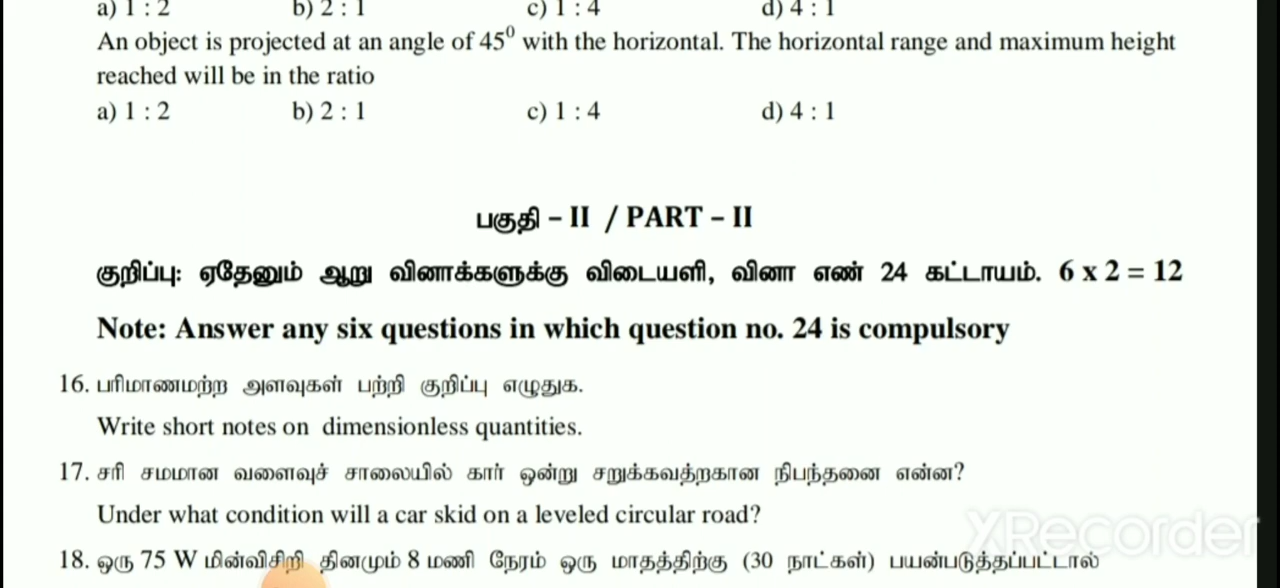 a) 1 : 2 b) 2 : 1 c) 1 : 4 d) 4 : 1
An object is projected at an angle of 45⁰ with the horizontal. The horizontal range and maximum height
reached will be in the ratio
a) 1 : 2 b) 2 : 1 c) 1 : 4 d) 4 : 1
பகுதி – II / PART – II
குறிப்பு: ஏதேனும் ஆறு வினாக்களுக்கு விடையளி, வினா எண் 24 கட்டாயம். 6 x 2 = 12
Note: Answer any six questions in which question no. 24 is compulsory
16. பரிமாணமற்ற அளவுகள் பற்றி குறிப்பு எழுதுக.
Write short notes on dimensionless quantities.
17. சரி சமமான வளைவுச் சாலையில் கார் ஒன்று சறுக்கவத்றகான நிபந்தனை என்ன?
Under what condition will a car skid on a leveled circular road?
XRecorder
18. ஒரு 75 W மின்விசிறி தினமும் 8 மணி நேரம் ஒரு மாதத்திற்கு (30 நாட்கள்) பயன்படுத்தப்பட்டால்